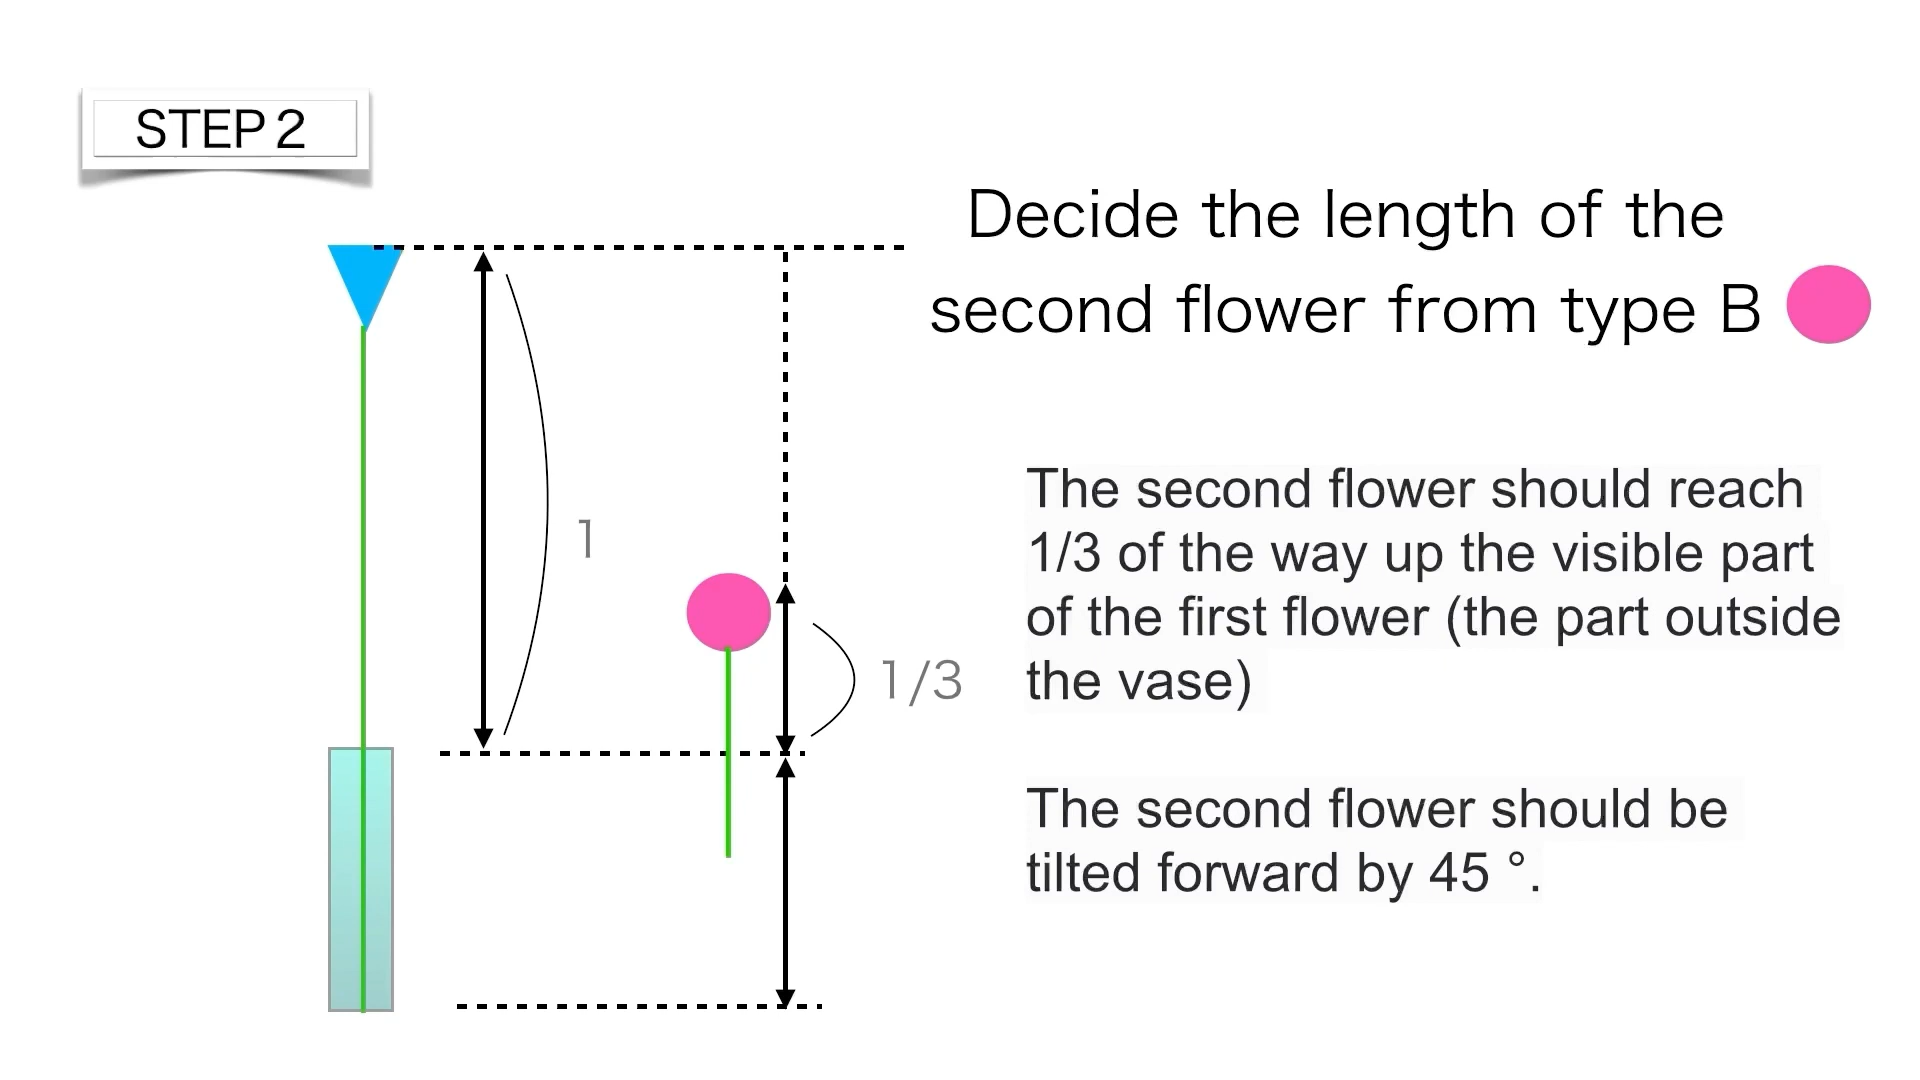 STEP 2
Decide the length of the
second flower from type B
1
1/3
The second flower should reach
1/3 of the way up the visible part
of the first flower (the part outside
the vase)
The second flower should be
tilted forward by 45 °.